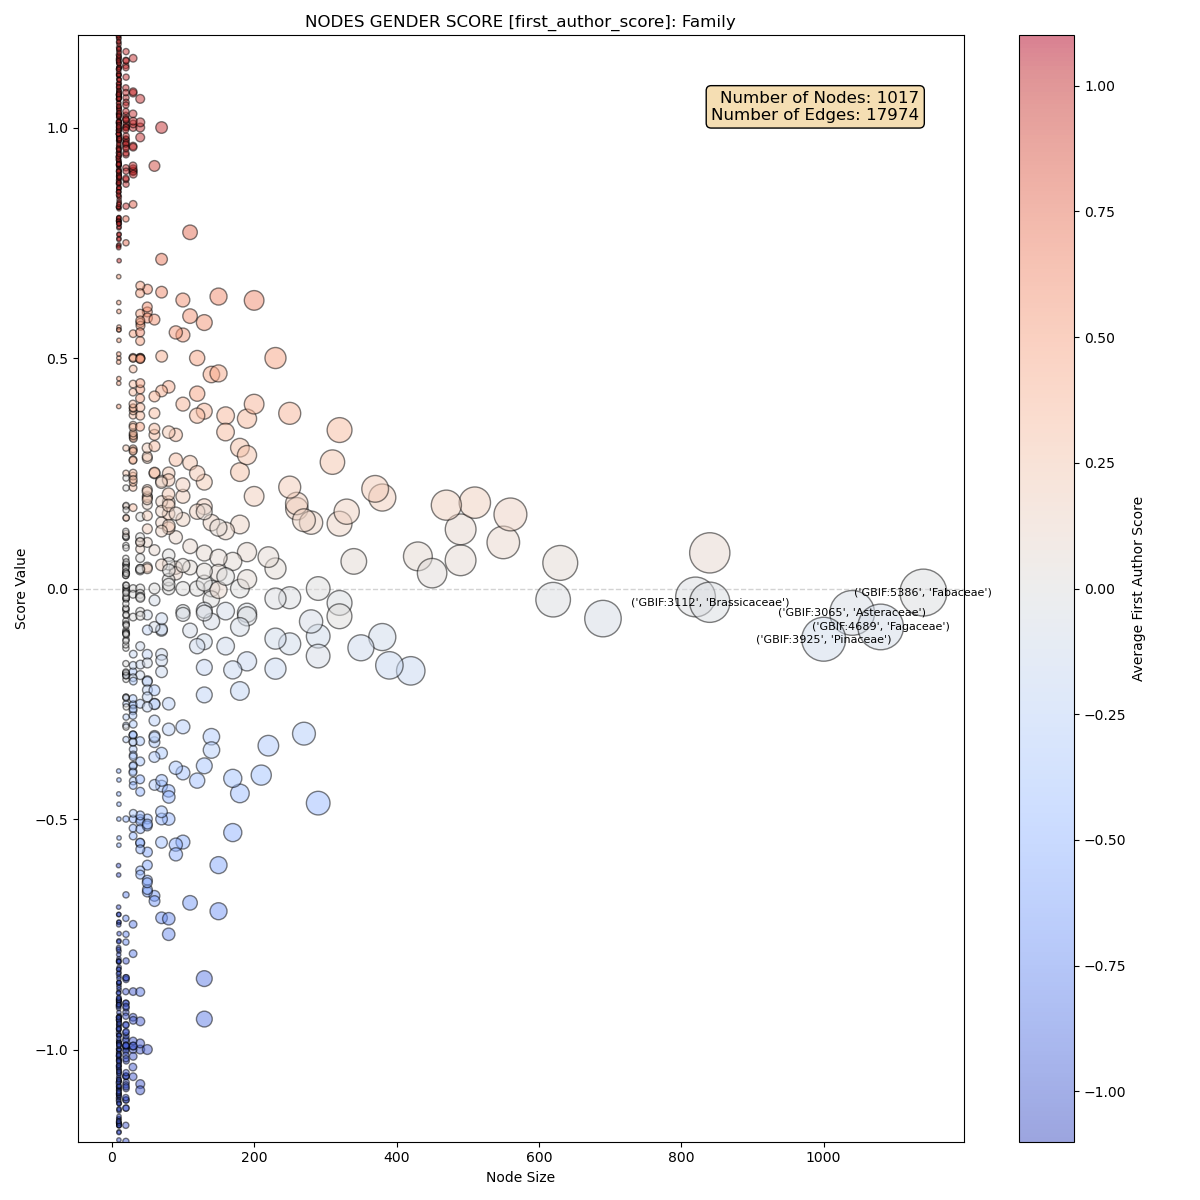 NODES GENDER SCORE [first_author_score]: Family
Number of Nodes: 1017
Number of Edges: 17974
1.0
0.5
0.0
−0.5
−1.0
Score Value
('GBIF:5386', 'Fabaceae')
('GBIF:3112', 'Brassicaceae')
('GBIF:3065', 'Asteraceae')
('GBIF:4689', 'Fagaceae')
('GBIF:3925', 'Pinaceae')
0
200
400
600
800
1000
Node Size
1.00
0.75
0.50
0.25
0.00
−0.25
−0.50
−0.75
−1.00
Average First Author Score